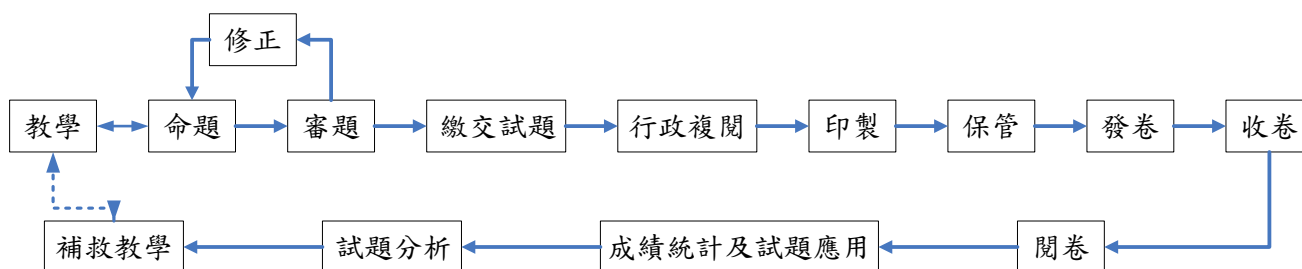 修正
教學
命題
審題
繳交試題
行政複閱
印製
保管
發卷
收卷
補救教學
試題分析
成績統計及試題應用
閱卷